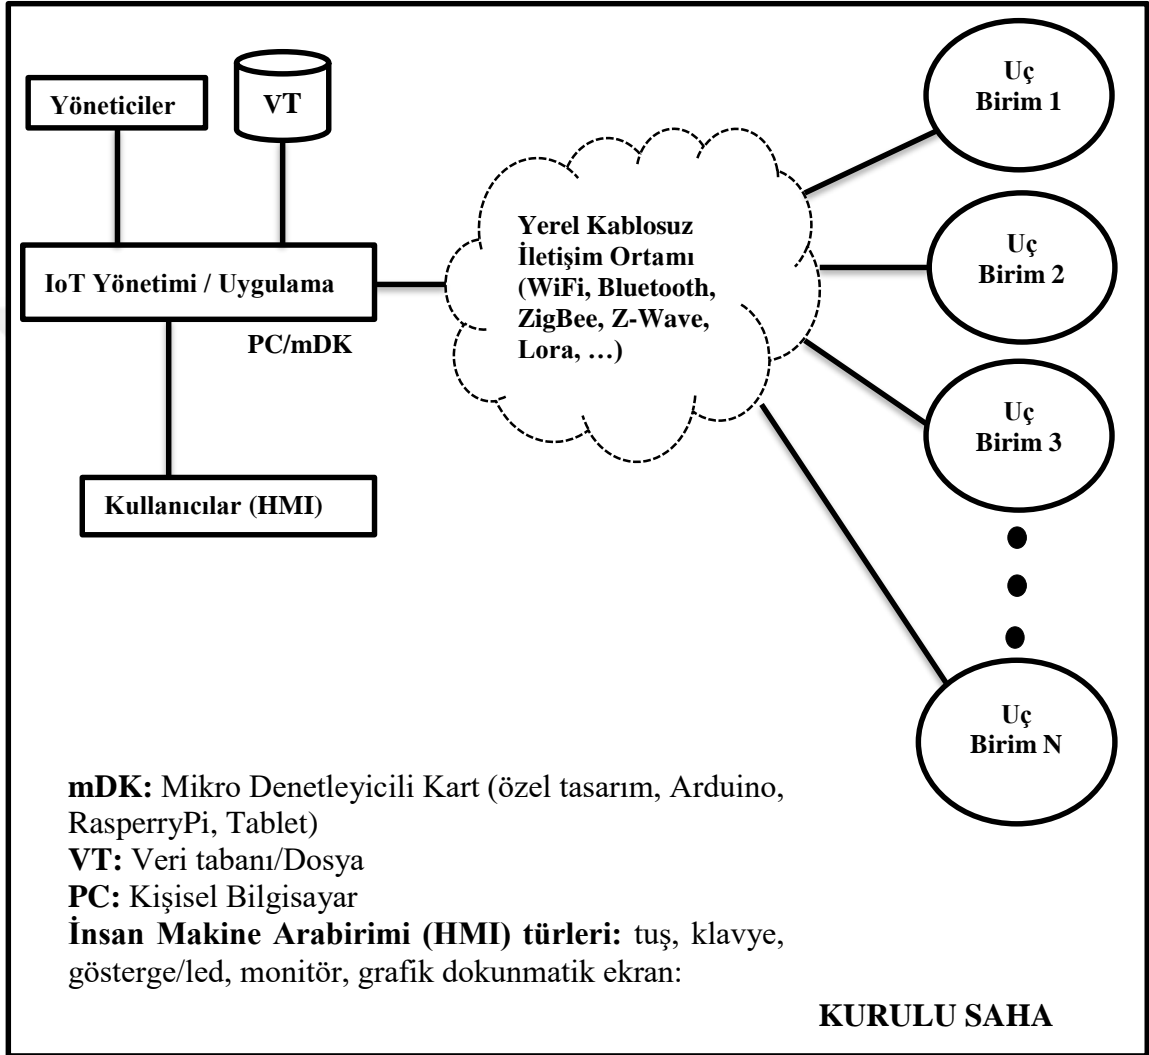 Yöneticiler
VT
IoT Yönetimi / Uygulama
PC/mDK
Kullanıcılar (HMI)
Yerel Kablosuz
İletişim Ortamı
(WiFi, Bluetooth,
ZigBee, Z-Wave,
Lora, …)
Uç
Birim 1
Uç
Birim 2
Uç
Birim 3
Uç
Birim N
mDK: Mikro Denetleyicili Kart (özel tasarım, Arduino,
RasperryPi, Tablet)
VT: Veri tabanı/Dosya
PC: Kişisel Bilgisayar
İnsan Makine Arabirimi (HMI) türleri: tuş, klavye,
gösterge/led, monitör, grafik dokunmatik ekran:
KURULU SAHA